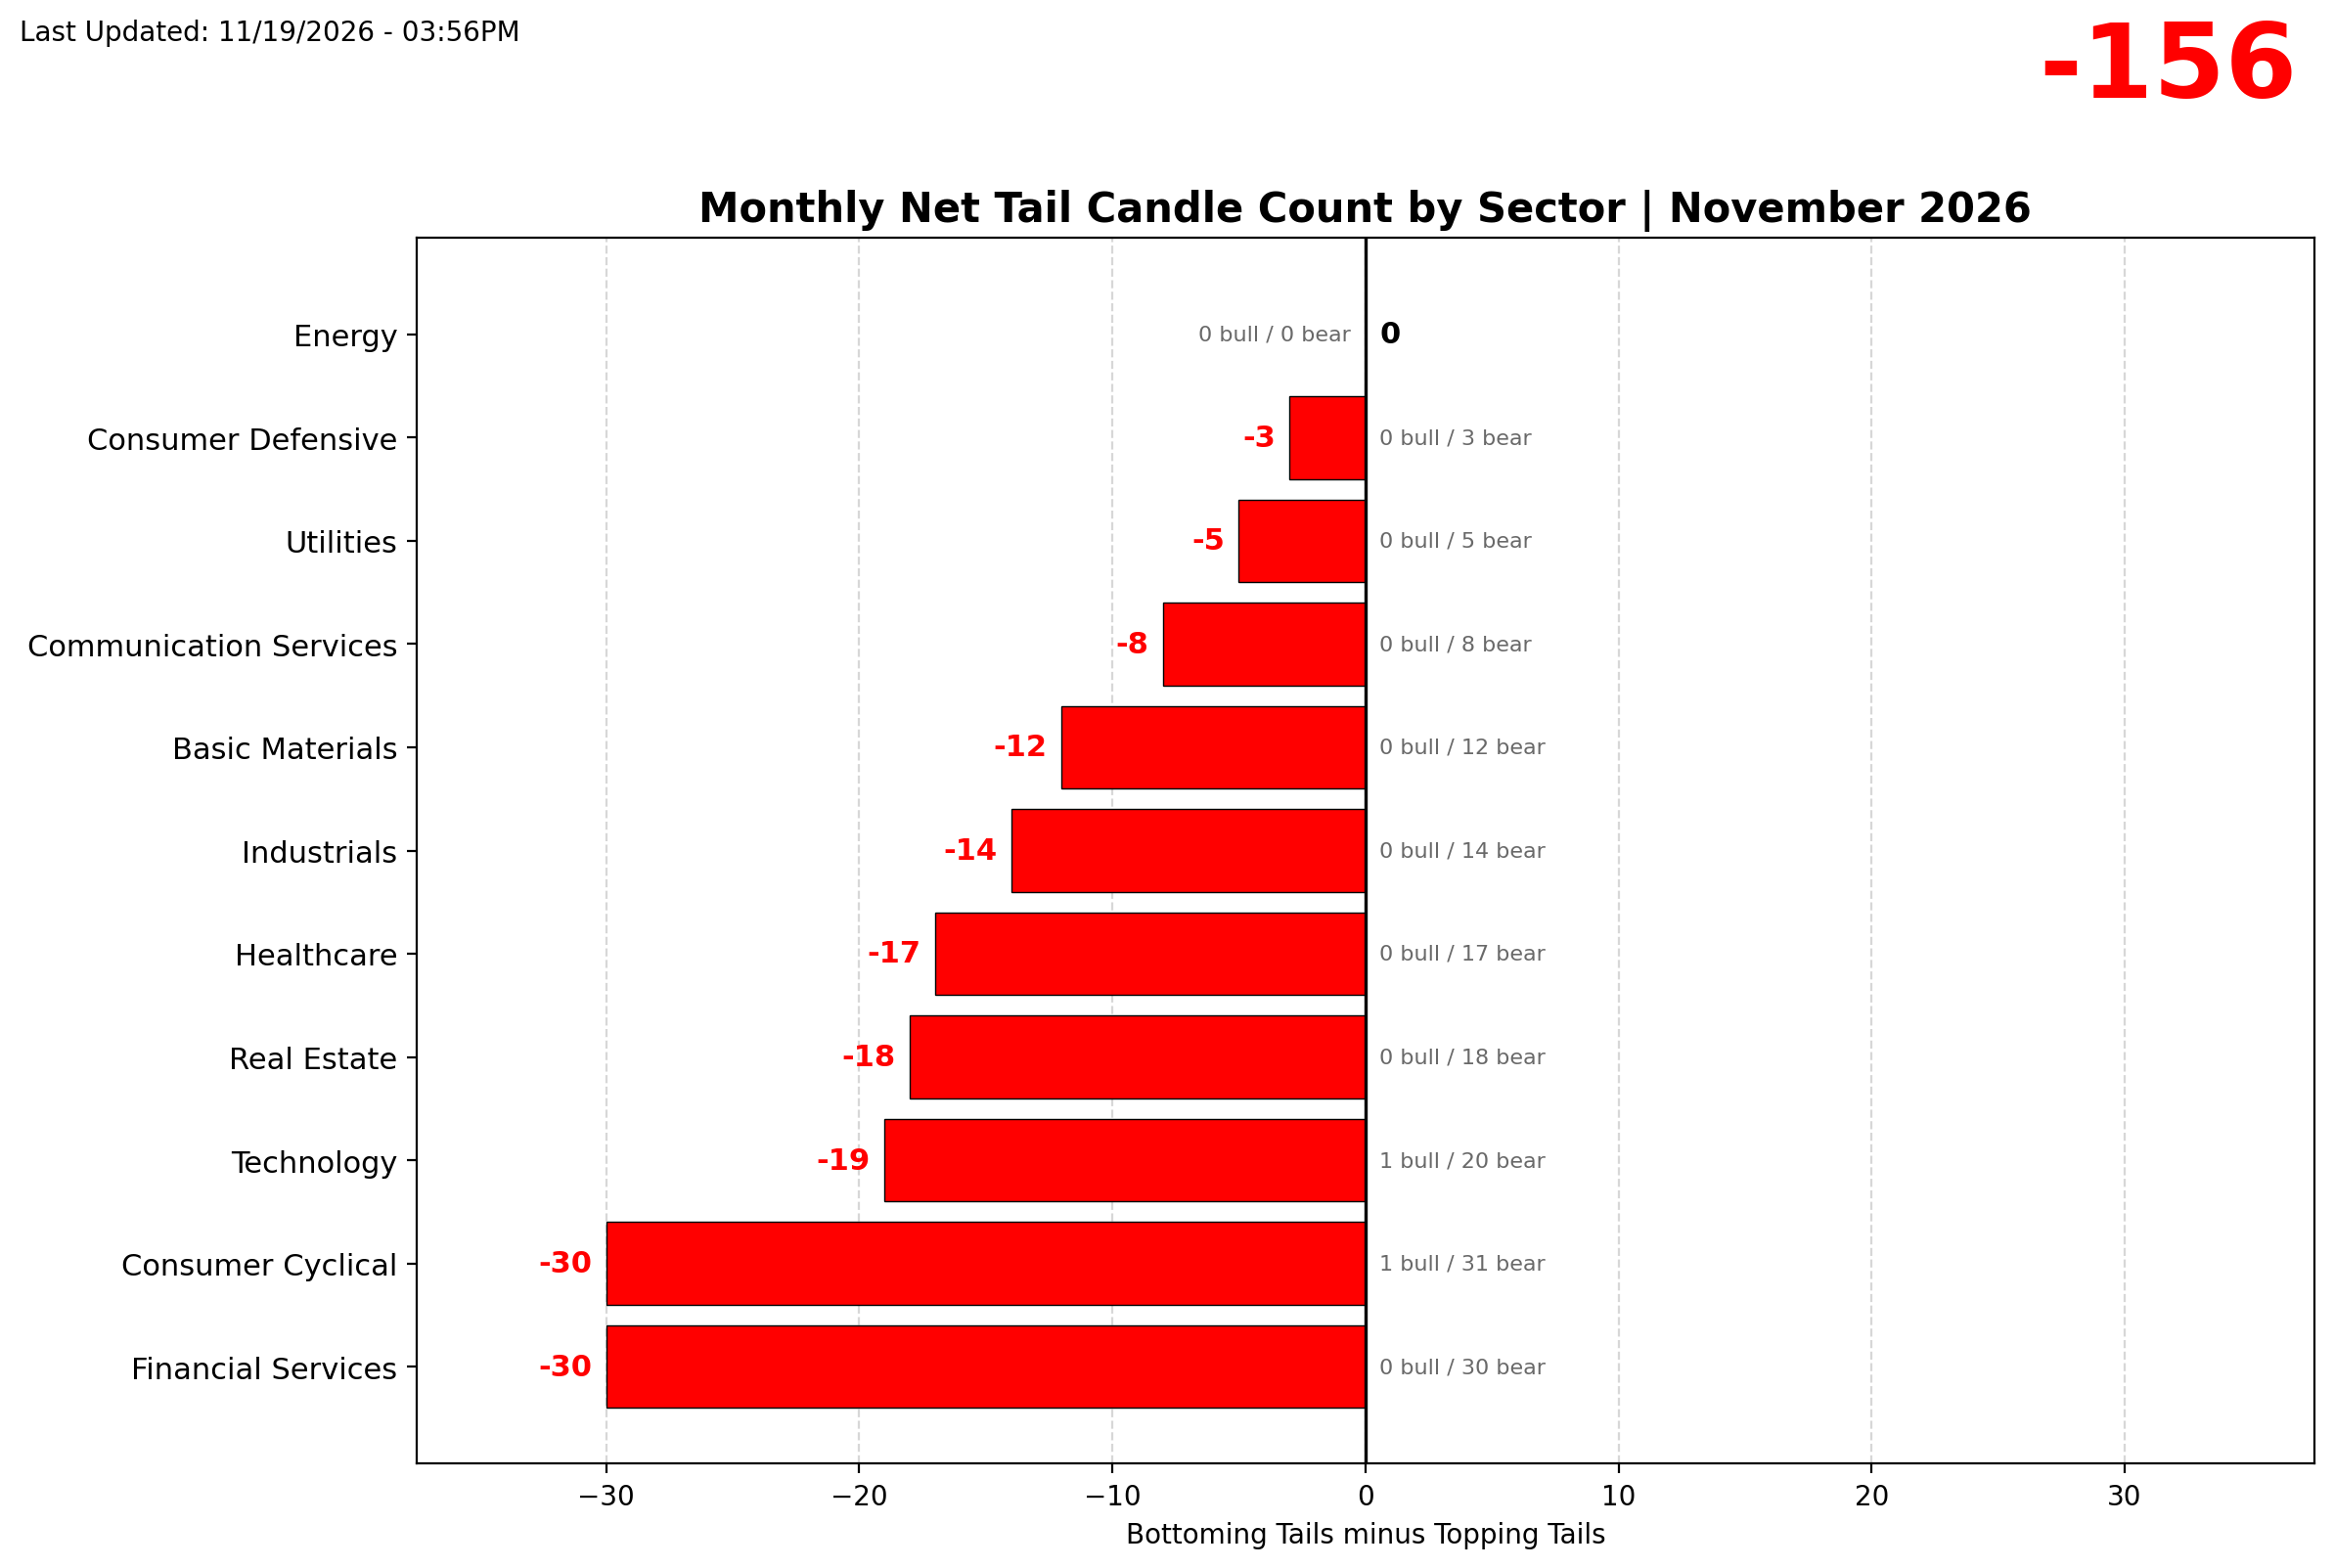 Last Updated: 11/19/2026 - 03:56PM
-156
Monthly Net Tail Candle Count by Sector | November 2026
Energy 0 bull / 0 bear 0
Consumer Defensive -3 0 bull / 3 bear
Utilities -5 0 bull / 5 bear
Communication Services -8 0 bull / 8 bear
Basic Materials -12 0 bull / 12 bear
Industrials -14 0 bull / 14 bear
Healthcare -17 0 bull / 17 bear
Real Estate -18 0 bull / 18 bear
Technology -19 1 bull / 20 bear
Consumer Cyclical -30 1 bull / 31 bear
Financial Services -30 0 bull / 30 bear
−30 −20 −10 0 10 20 30
Bottoming Tails minus Topping Tails